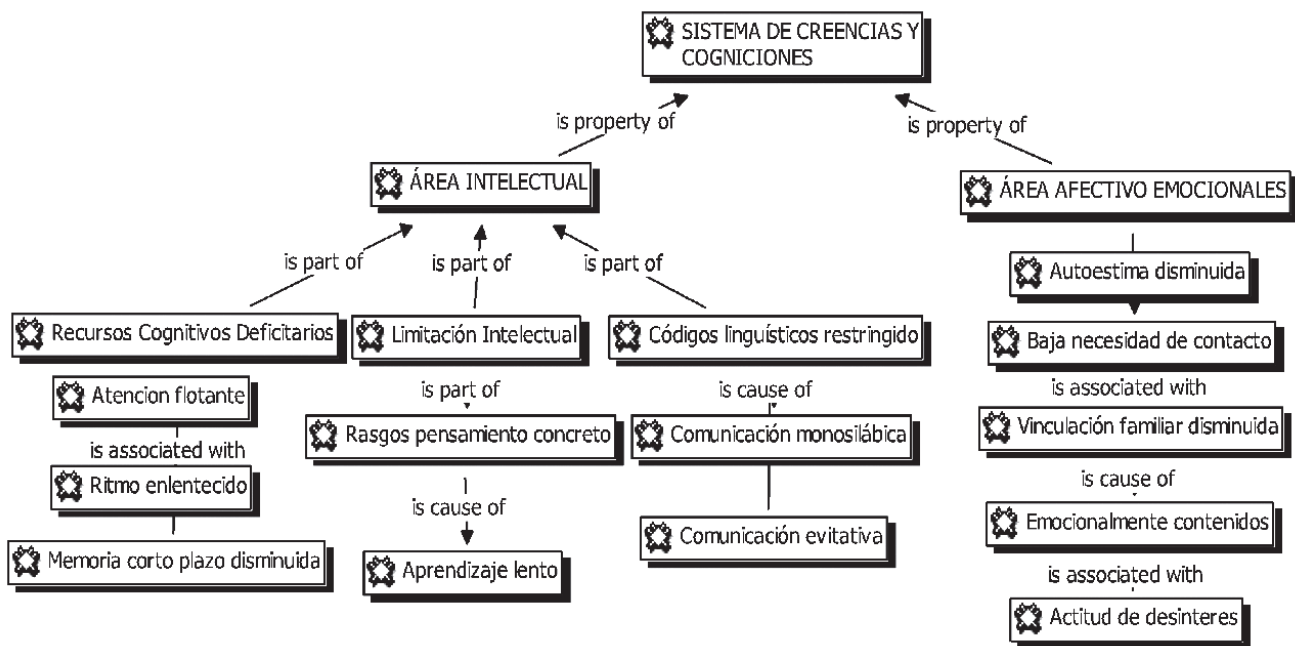 SISTEMA DE CREENCIAS Y
COGNICIONES
is property of
is property of
ÁREA INTELECTUAL
ÁREA AFECTIVO EMOCIONALES
is part of
is part of
is part of
Autoestima disminuida
Recursos Cognitivos Deficitarios
Limitación Intelectual
Códigos linguísticos restringido
Baja necesidad de contacto
Atencion flotante
is part of
is cause of
is associated with
is associated with
Rasgos pensamiento concreto
Comunicación monosilábica
Vinculación familiar disminuida
Ritmo enlentecido
is cause of
is cause of
Memoria corto plazo disminuida
Aprendizaje lento
Comunicación evitativa
Emocionalmente contenidos
is associated with
Actitud de desinteres